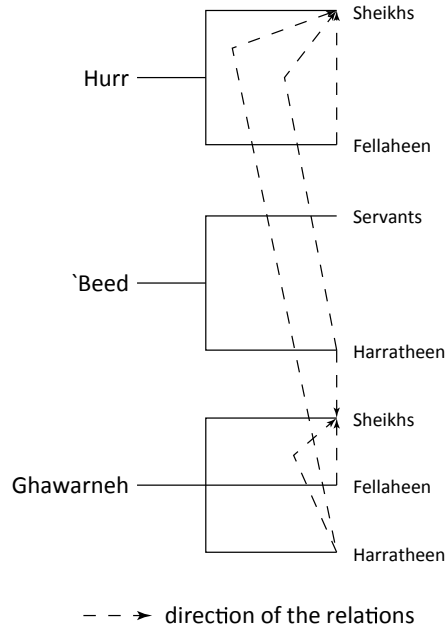 Sheikhs
Hurr
Fellaheen
Servants
`Beed
Harratheen
Sheikhs
Ghawarneh
Fellaheen
Harratheen
direction of the relations